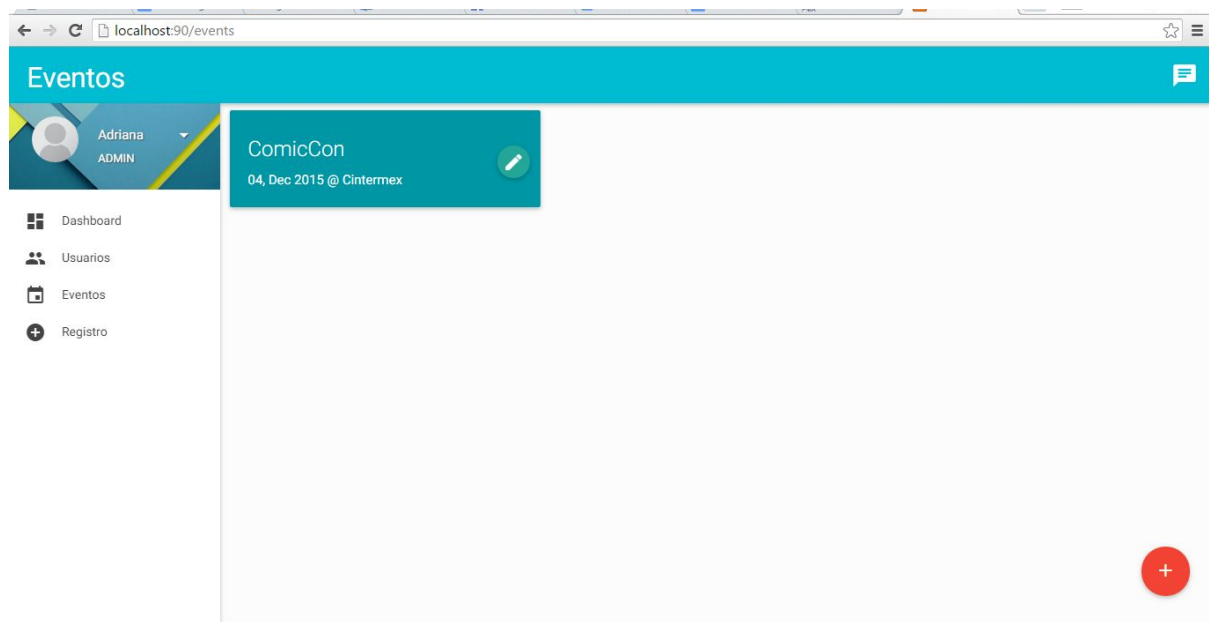 localhost:90/events
Eventos
Adriana
ADMIN
ComicCon
04, Dec 2015 @ Cintermex
Dashboard
Usuarios
Eventos
Registro